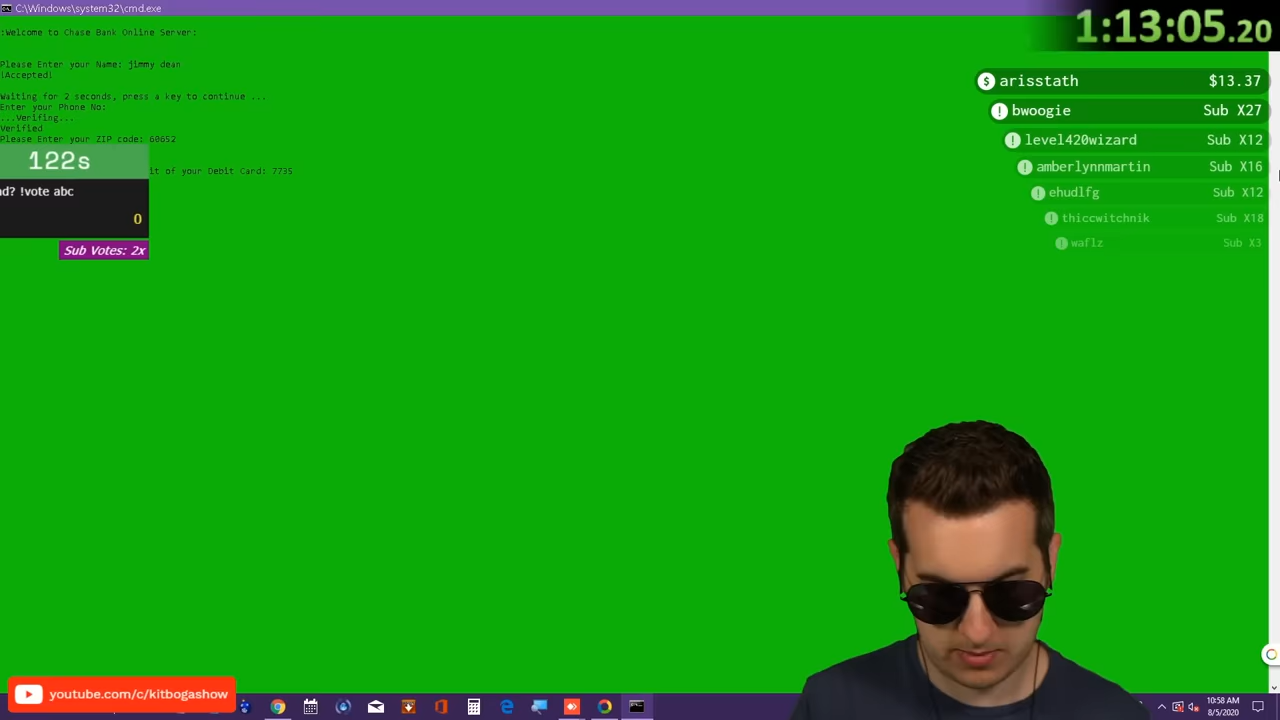 C:\Windows\system32\cmd.exe
:Welcome to Chase Bank Online Server:
Please Enter your Name: jimmy dean
|Accepted|
Waiting for 2 seconds, press a key to continue ...
Enter your Phone No:
...Verifing...
Verified
Please Enter your ZIP code: 60652
it of your Debit Card: 7735
122s
nd? !vote abc
0
Sub Votes: 2x
1:13:05.20
arisstath $13.37
bwoogie Sub X27
level420wizard Sub X12
amberlynnmartin Sub X16
ehudlfg Sub X12
thiccwitchnik Sub X18
waflz Sub X3
youtube.com/c/kitbogashow
10:58 AM
8/5/2020